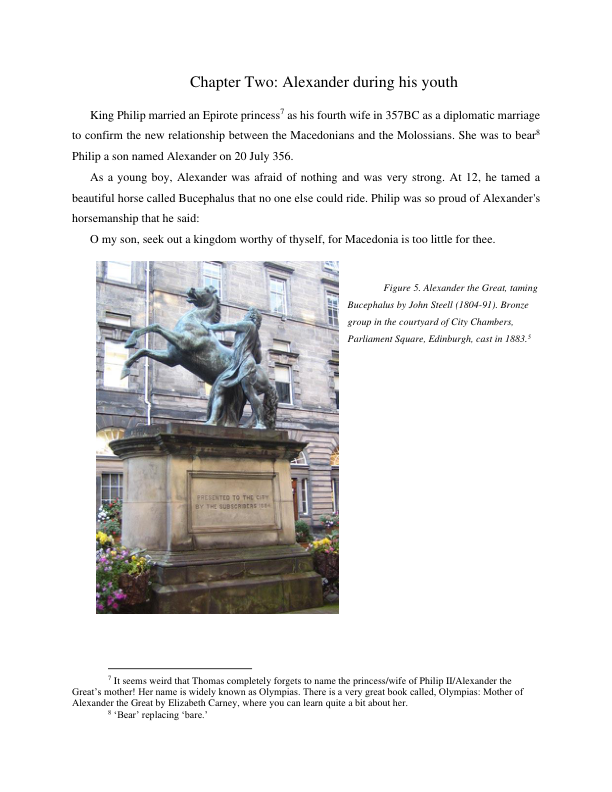 Chapter Two: Alexander during his youth
King Philip married an Epirote princess7 as his fourth wife in 357BC as a diplomatic marriage
to confirm the new relationship between the Macedonians and the Molossians. She was to bear8
Philip a son named Alexander on 20 July 356.
As a young boy, Alexander was afraid of nothing and was very strong. At 12, he tamed a
beautiful horse called Bucephalus that no one else could ride. Philip was so proud of Alexander's
horsemanship that he said:
O my son, seek out a kingdom worthy of thyself, for Macedonia is too little for thee.
Figure 5. Alexander the Great, taming
Bucephalus by John Steell (1804-91). Bronze
group in the courtyard of City Chambers,
Parliament Square, Edinburgh, cast in 1883.5
PRESENTED TO THE CITY
BY THE SUBSCRIBERS
7 It seems weird that Thomas completely forgets to name the princess/wife of Philip II/Alexander the
Great’s mother! Her name is widely known as Olympias. There is a very great book called, Olympias: Mother of
Alexander the Great by Elizabeth Carney, where you can learn quite a bit about her.
8 ‘Bear’ replacing ‘bare.’